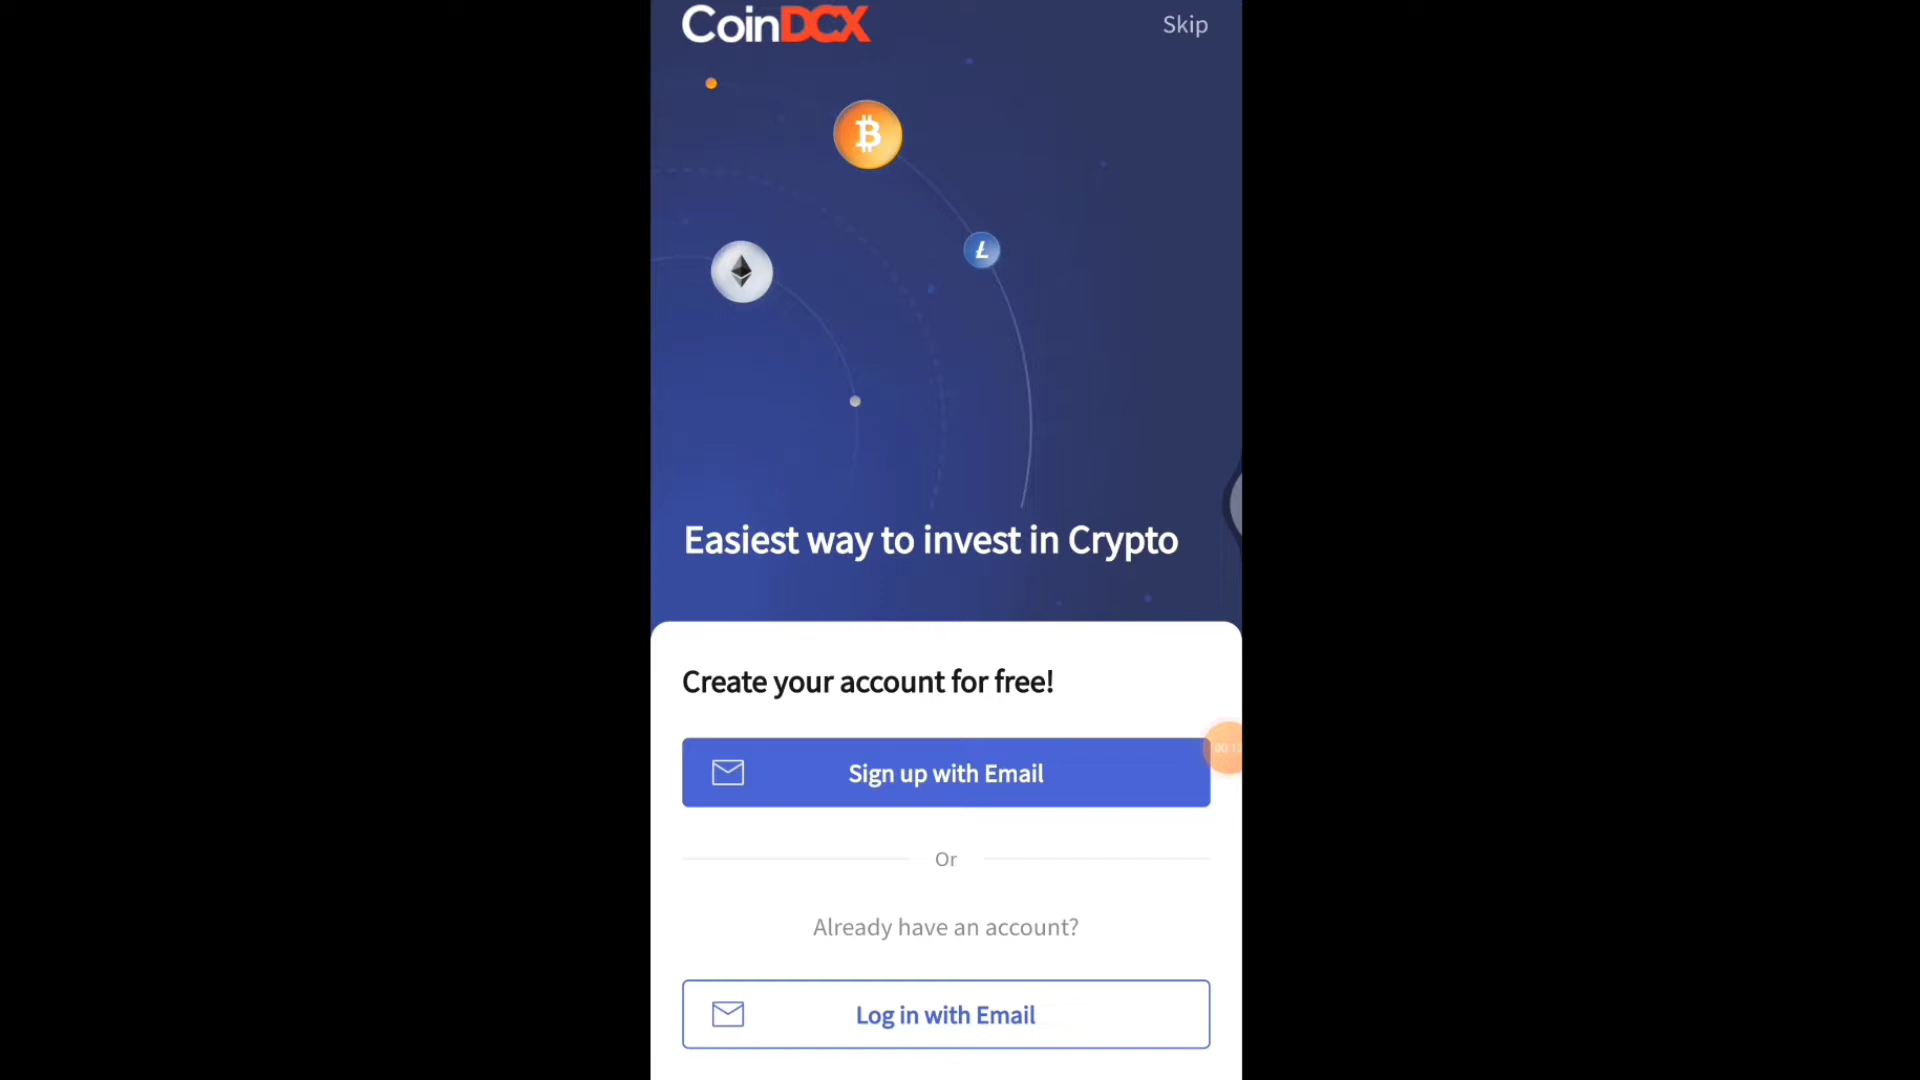 CoinDCX
Skip
Easiest way to invest in Crypto
Create your account for free!
Sign up with Email
Or
Already have an account?
Log in with Email